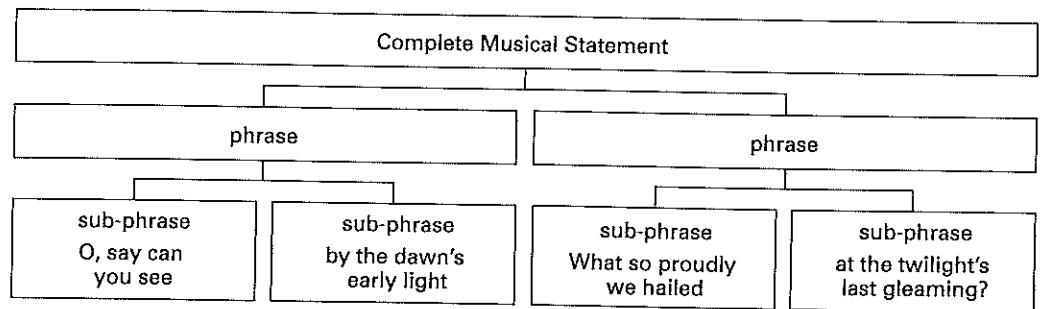 Complete Musical Statement
phrase
phrase
sub-phrase
O, say can
you see
sub-phrase
by the dawn's
early light
sub-phrase
What so proudly
we hailed
sub-phrase
at the twilight's
last gleaming?